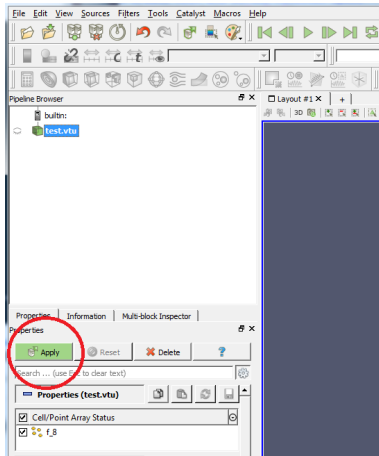 File Edit View Sources Filters Tools Catalyst Macros Help
Pipeline Browser
Layout #1 +
builtin:
3D
test.vtu
Properties Information Multi-block Inspector
Properties
Apply Reset Delete ?
Search ... (use Esc to clear text)
Properties (test.vtu)
Cell/Point Array Status
f_8